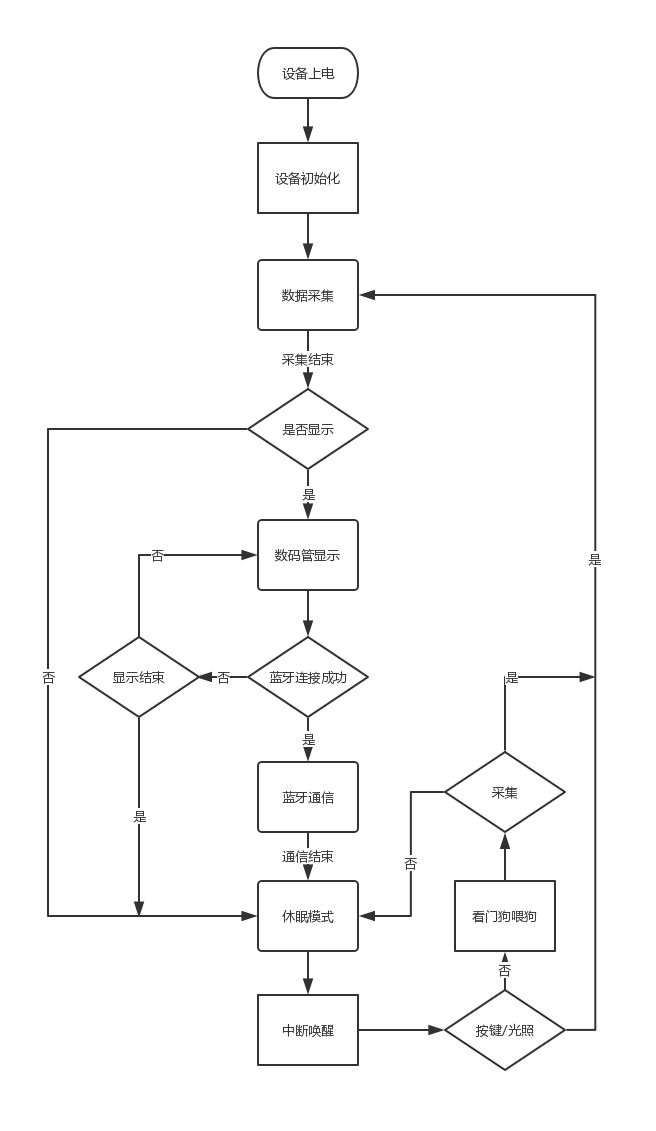 设备上电
设备初始化
数据采集
采集结束
是否显示
是
数码管显示
否
是
显示结束
否
蓝牙连接成功
否
是
是
蓝牙通信
采集
是
通信结束
否
休眠模式
看门狗喂狗
否
中断唤醒
按键/光照